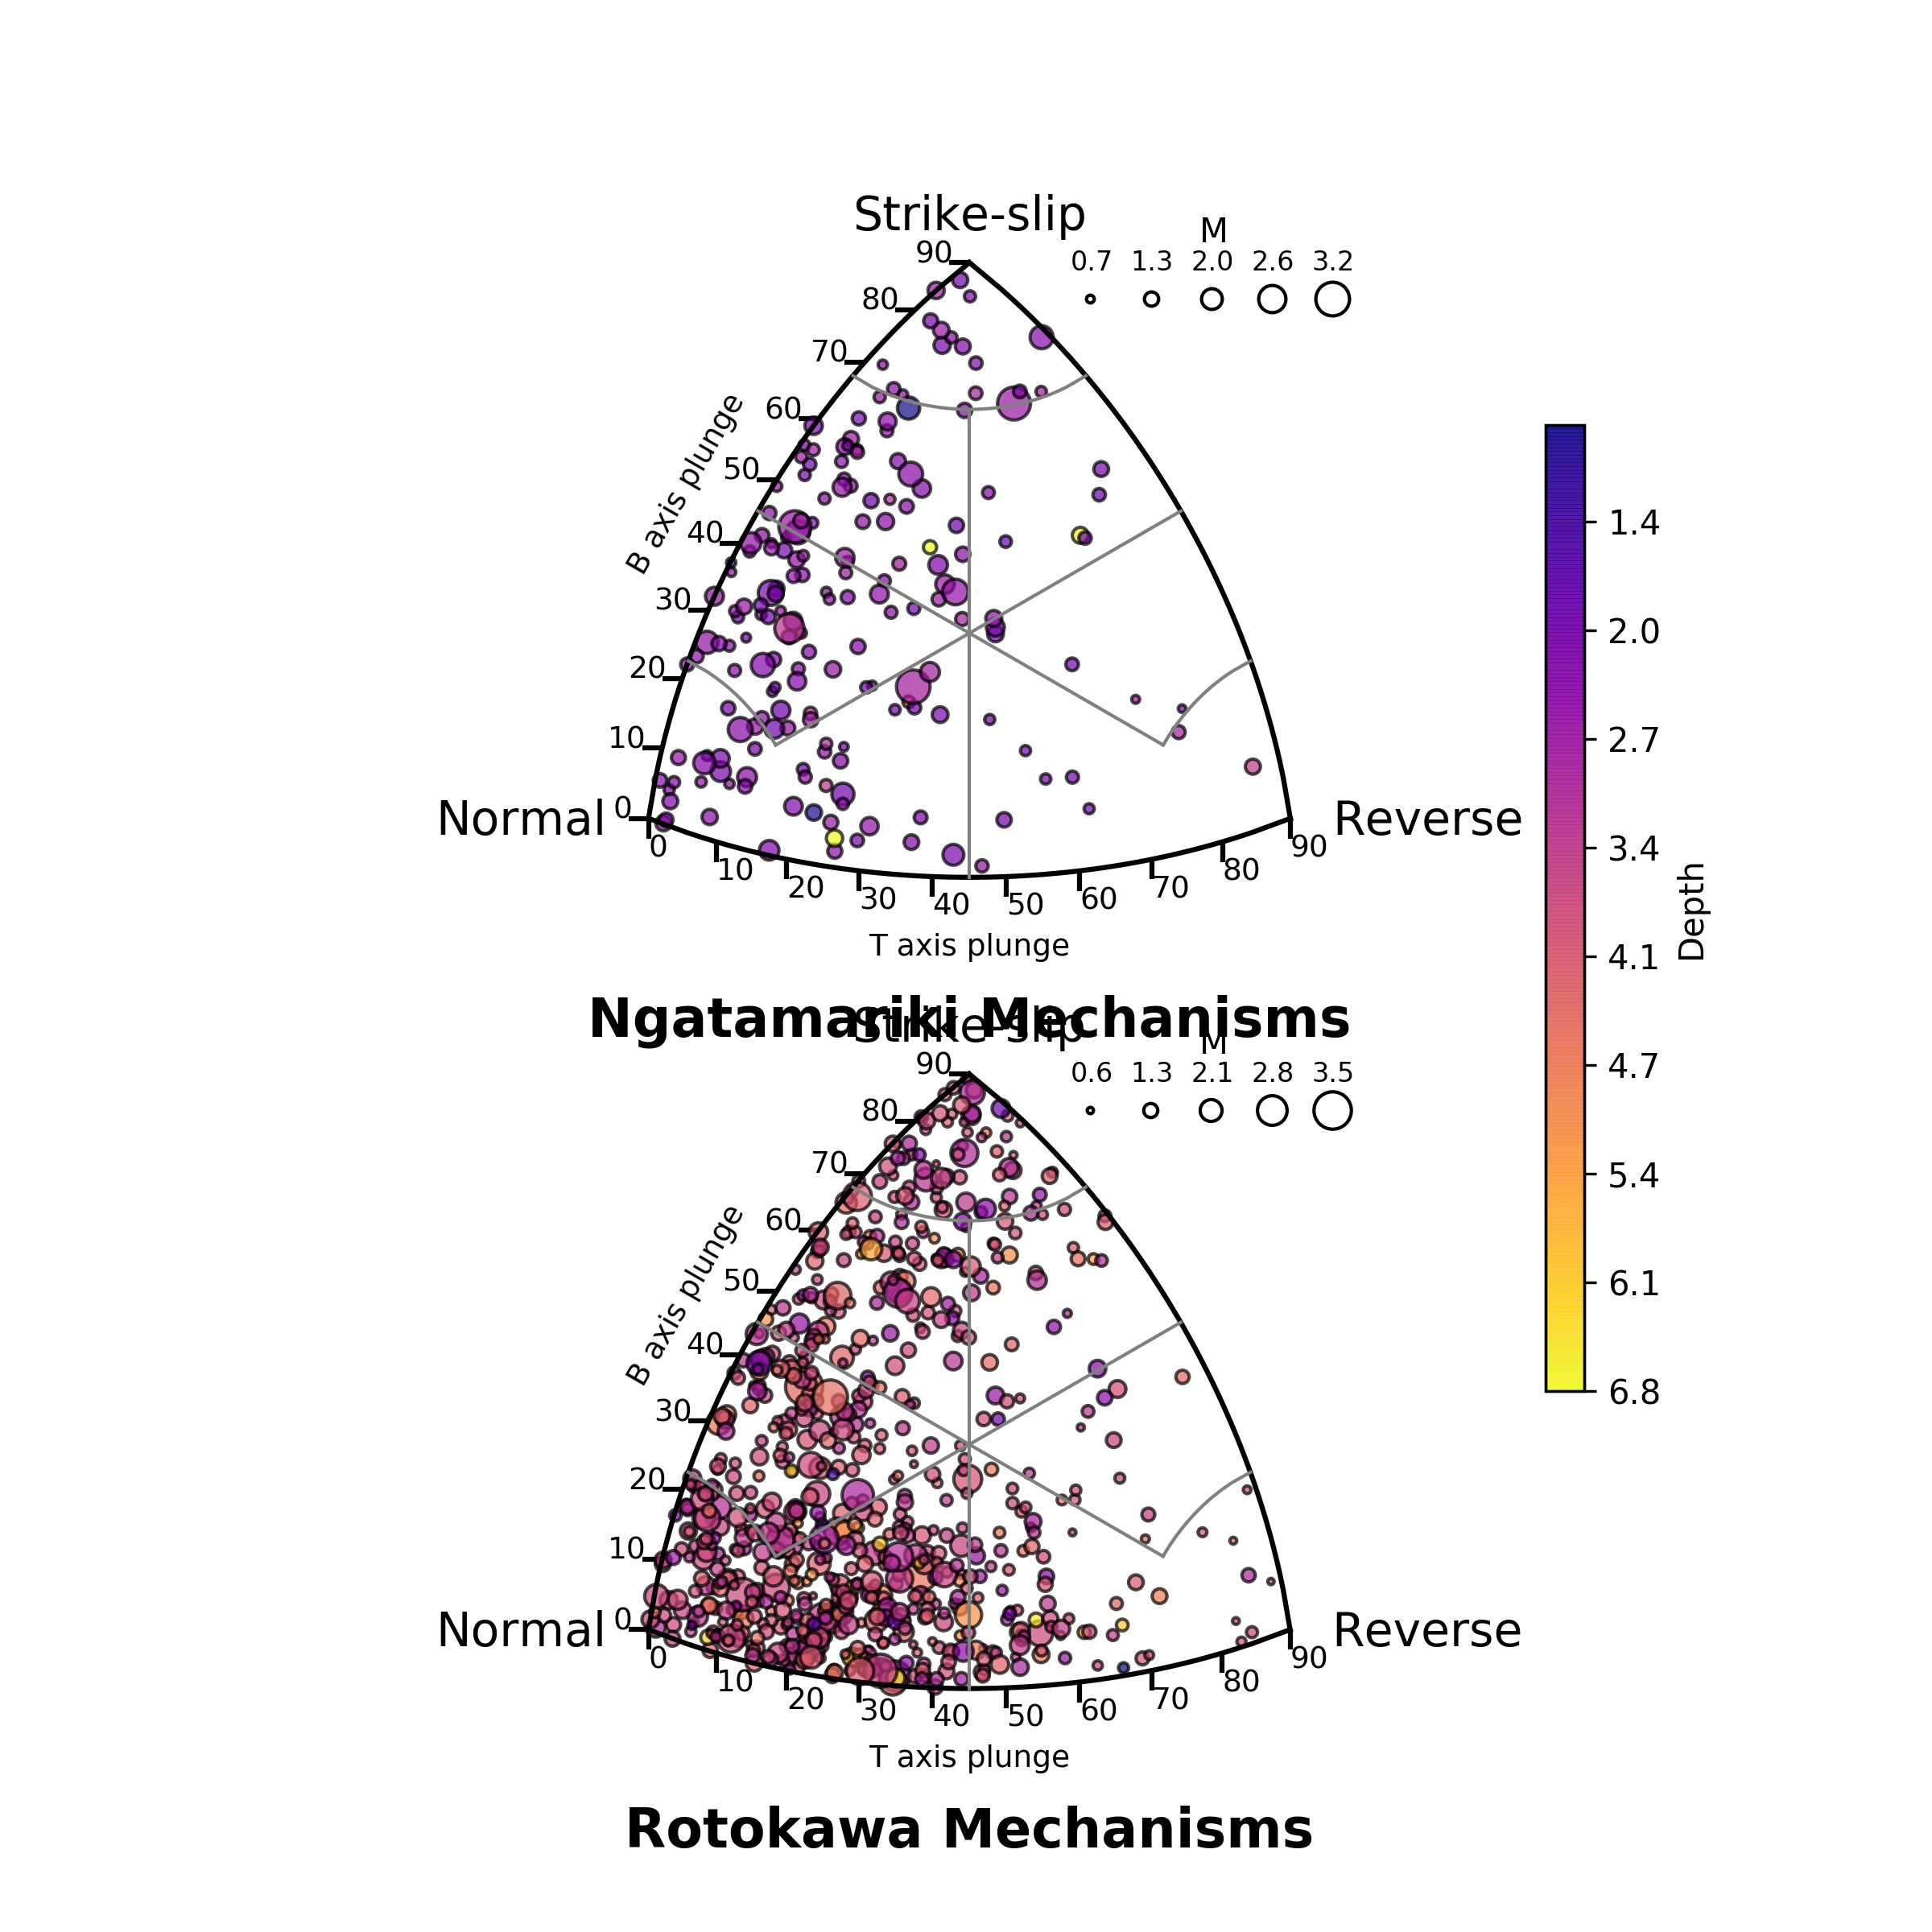 Strike-slip
M
0.7 1.3 2.0 2.6 3.2
90
80
70
60
50
40
30
20
10
0
B axis plunge
Normal
Reverse
0 10 20 30 40 50 60 70 80 90
T axis plunge
Ngatamariki Mechanisms
Strike-slip
M
0.6 1.3 2.1 2.8 3.5
90
80
70
60
50
40
30
20
10
0
B axis plunge
Normal
Reverse
0 10 20 30 40 50 60 70 80 90
T axis plunge
Rotokawa Mechanisms
1.4
2.0
2.7
3.4
4.1
4.7
5.4
6.1
6.8
Depth